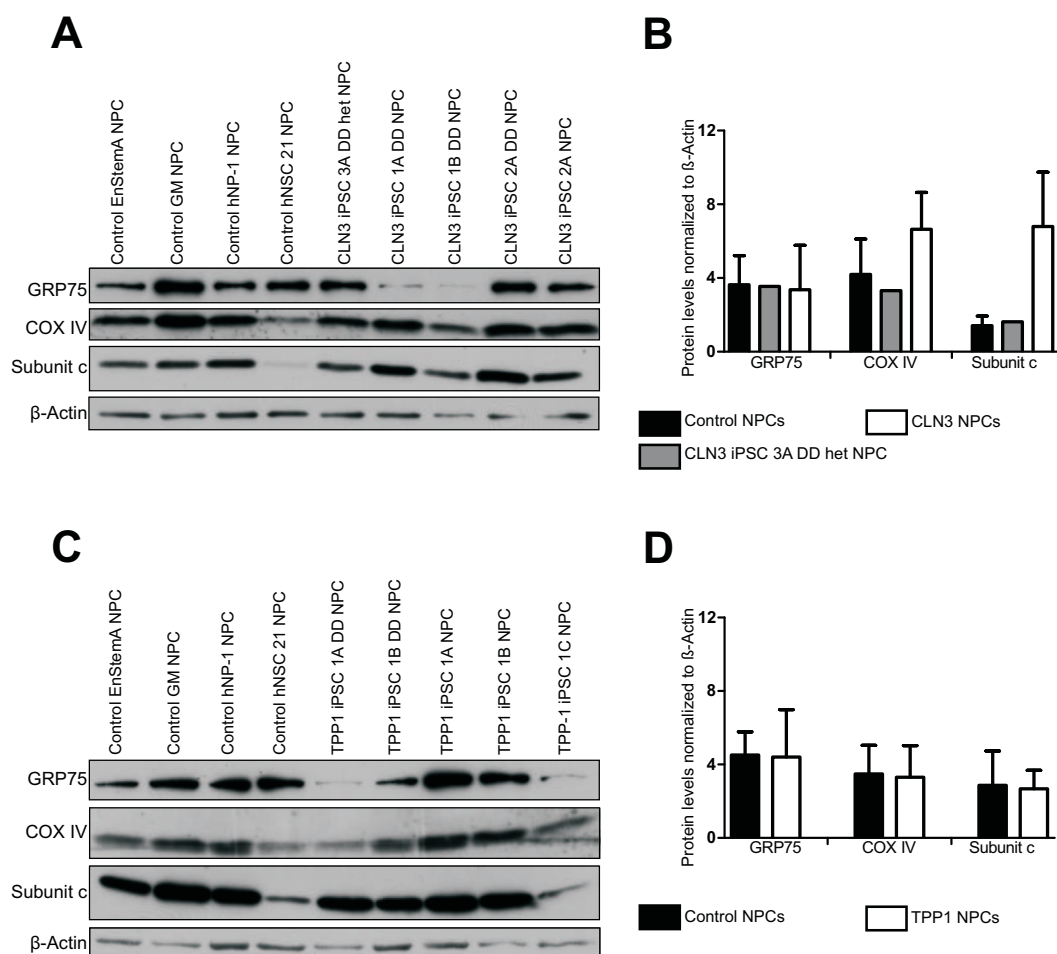 A
B
Control EnStemA NPC
Control GM NPC
Control hNP-1 NPC
Control hNSC 21 NPC
CLN3 iPSC 3A DD het NPC
CLN3 iPSC 1A DD NPC
CLN3 iPSC 1B DD NPC
CLN3 iPSC 2A DD NPC
CLN3 iPSC 2A NPC
GRP75
COX IV
Subunit c
β-Actin
Protein levels normalized to ß-Actin
12
8
4
0
GRP75 COX IV Subunit c
Control NPCs CLN3 NPCs
CLN3 iPSC 3A DD het NPC
C
D
Control EnStemA NPC
Control GM NPC
Control hNP-1 NPC
Control hNSC 21 NPC
TPP1 iPSC 1A DD NPC
TPP1 iPSC 1B DD NPC
TPP1 iPSC 1A NPC
TPP1 iPSC 1B NPC
TPP-1 iPSC 1C NPC
GRP75
COX IV
Subunit c
β-Actin
Protein levels normalized to ß-Actin
12
8
4
0
GRP75 COX IV Subunit c
Control NPCs TPP1 NPCs